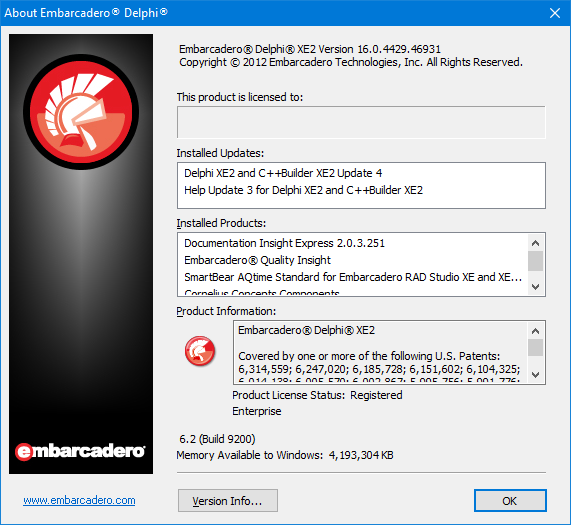 About Embarcadero® Delphi®
Embarcadero® Delphi® XE2 Version 16.0.4429.46931
Copyright © 2012 Embarcadero Technologies, Inc. All Rights Reserved.
This product is licensed to:
Installed Updates:
Delphi XE2 and C++Builder XE2 Update 4
Help Update 3 for Delphi XE2 and C++Builder XE2
Installed Products:
Documentation Insight Express 2.0.3.251
Embarcadero® Quality Insight
SmartBear AQtime Standard for Embarcadero RAD Studio XE and XE...
Cornelius Concepts Components
Product Information:
Embarcadero® Delphi® XE2
Covered by one or more of the following U.S. Patents:
6,314,559; 6,247,020; 6,185,728; 6,151,602; 6,104,325;
Product License Status: Registered
Enterprise
embarcadero®
6.2 (Build 9200)
Memory Available to Windows: 4,193,304 KB
www.embarcadero.com
Version Info...
OK